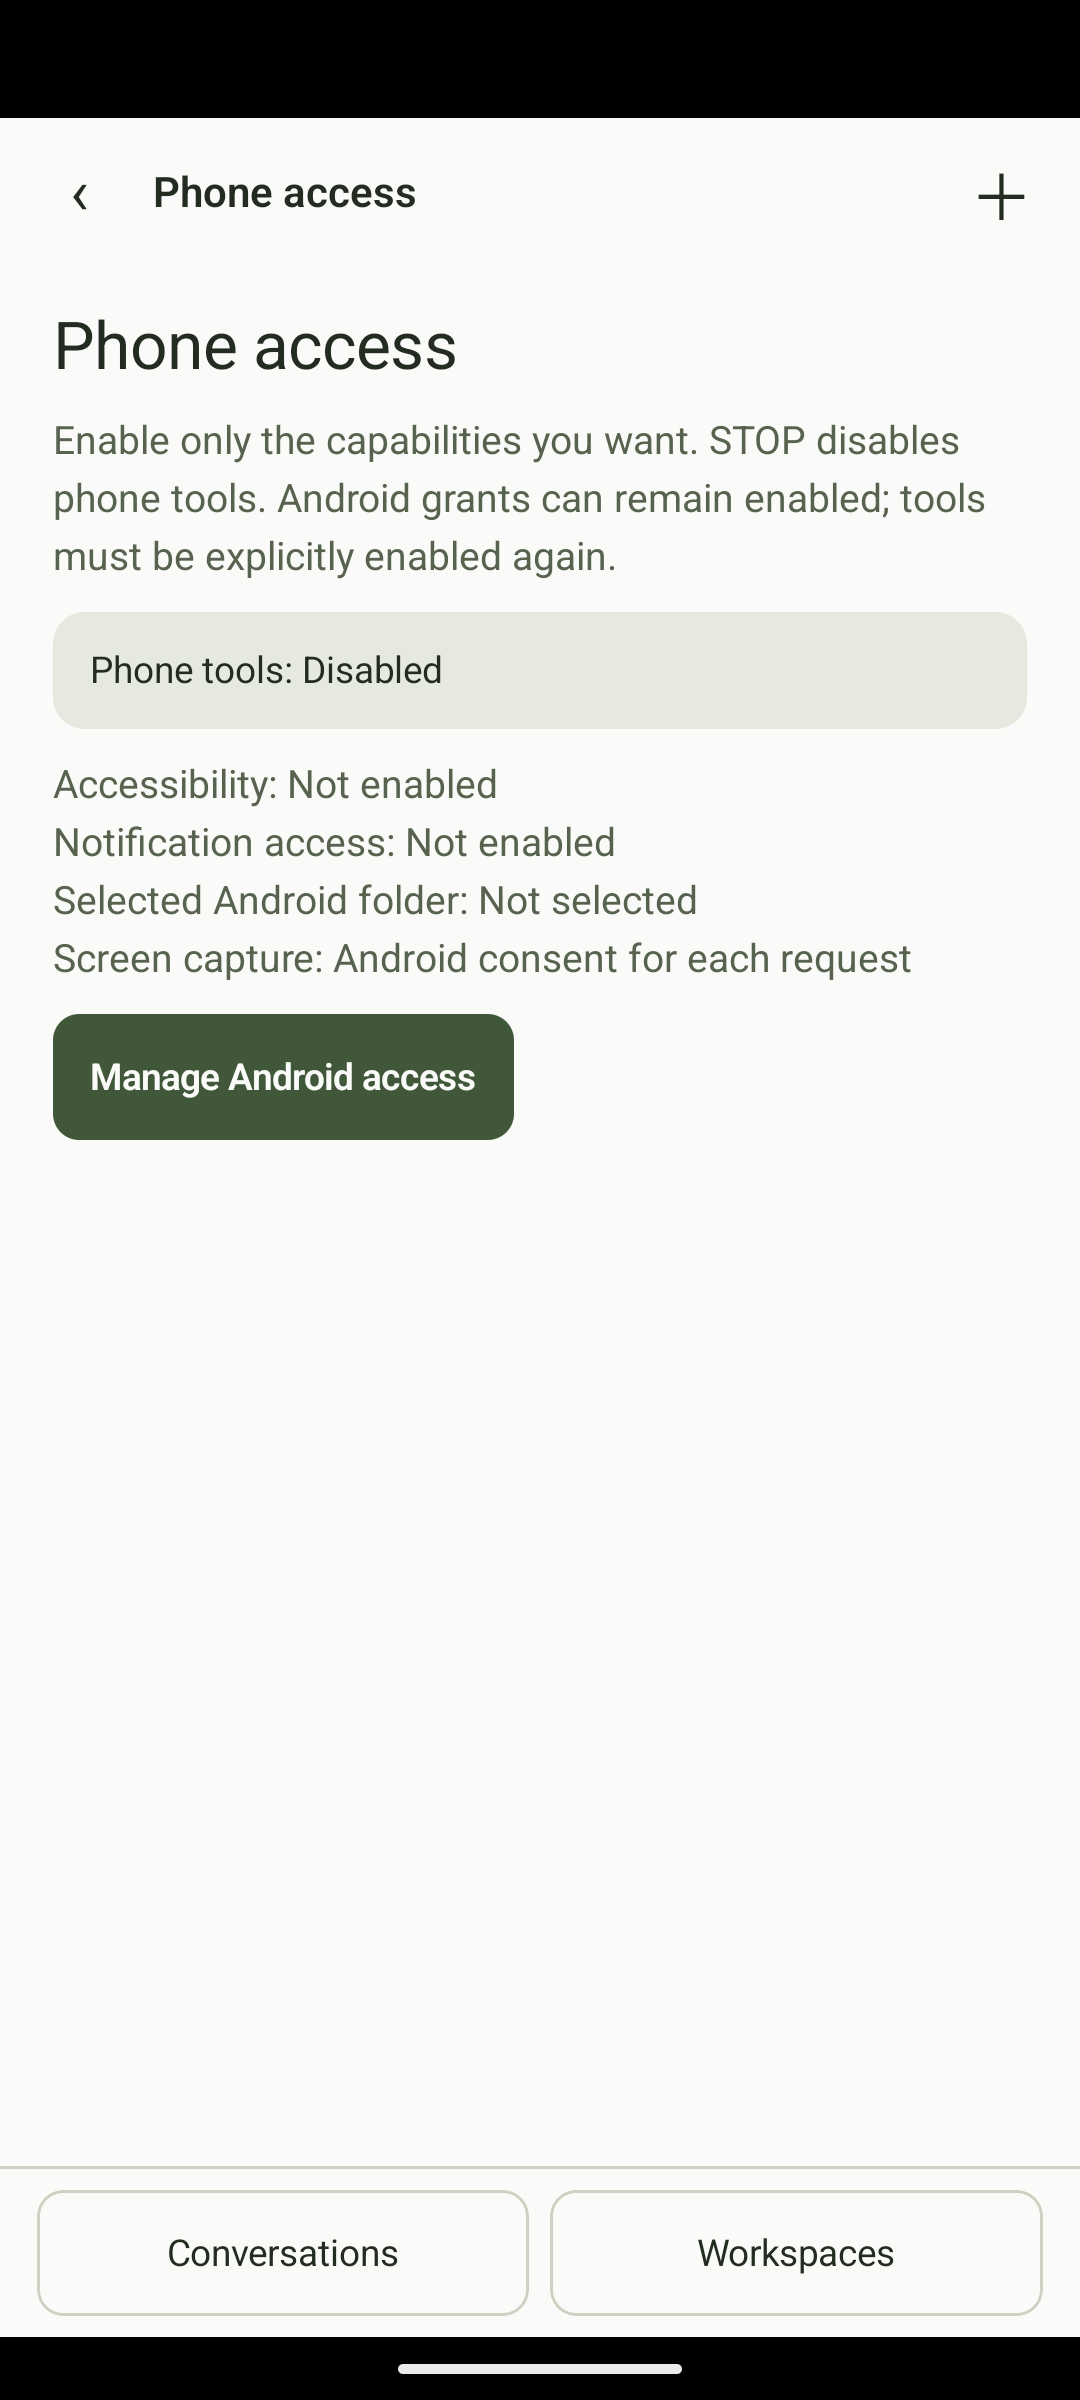 ‹ Phone access +
Phone access
Enable only the capabilities you want. STOP disables
phone tools. Android grants can remain enabled; tools
must be explicitly enabled again.
Phone tools: Disabled
Accessibility: Not enabled
Notification access: Not enabled
Selected Android folder: Not selected
Screen capture: Android consent for each request
Manage Android access
Conversations
Workspaces